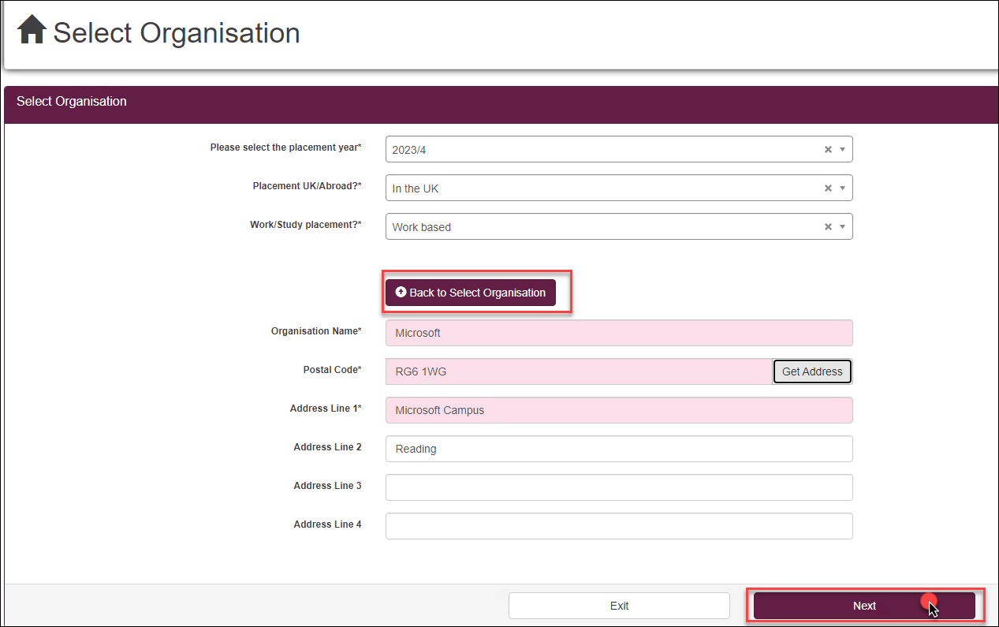 Select Organisation
Select Organisation
Please select the placement year* 2023/4
Placement UK/Abroad?* In the UK
Work/Study placement?* Work based
Back to Select Organisation
Organisation Name* Microsoft
Postal Code* RG6 1WG Get Address
Address Line 1* Microsoft Campus
Address Line 2 Reading
Address Line 3
Address Line 4
Exit Next